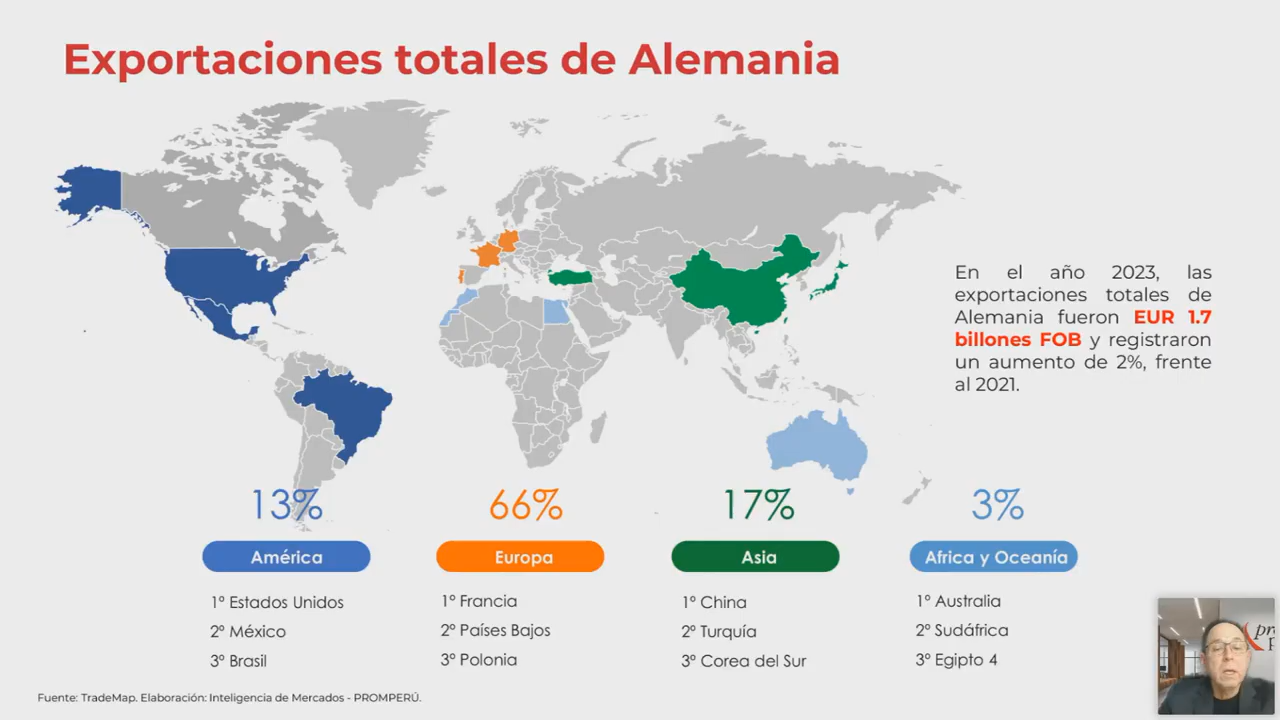 Exportaciones totales de Alemania
En el año 2023, las
exportaciones totales de
Alemania fueron EUR 1.7
billones FOB y registraron
un aumento de 2%, frente
al 2021.
13%
América
1º Estados Unidos
2º México
3º Brasil
66%
Europa
1º Francia
2º Países Bajos
3º Polonia
17%
Asia
1º China
2º Turquía
3º Corea del Sur
3%
Africa y Oceanía
1º Australia
2º Sudáfrica
3º Egipto 4
Fuente: TradeMap. Elaboración: Inteligencia de Mercados - PROMPERÚ.